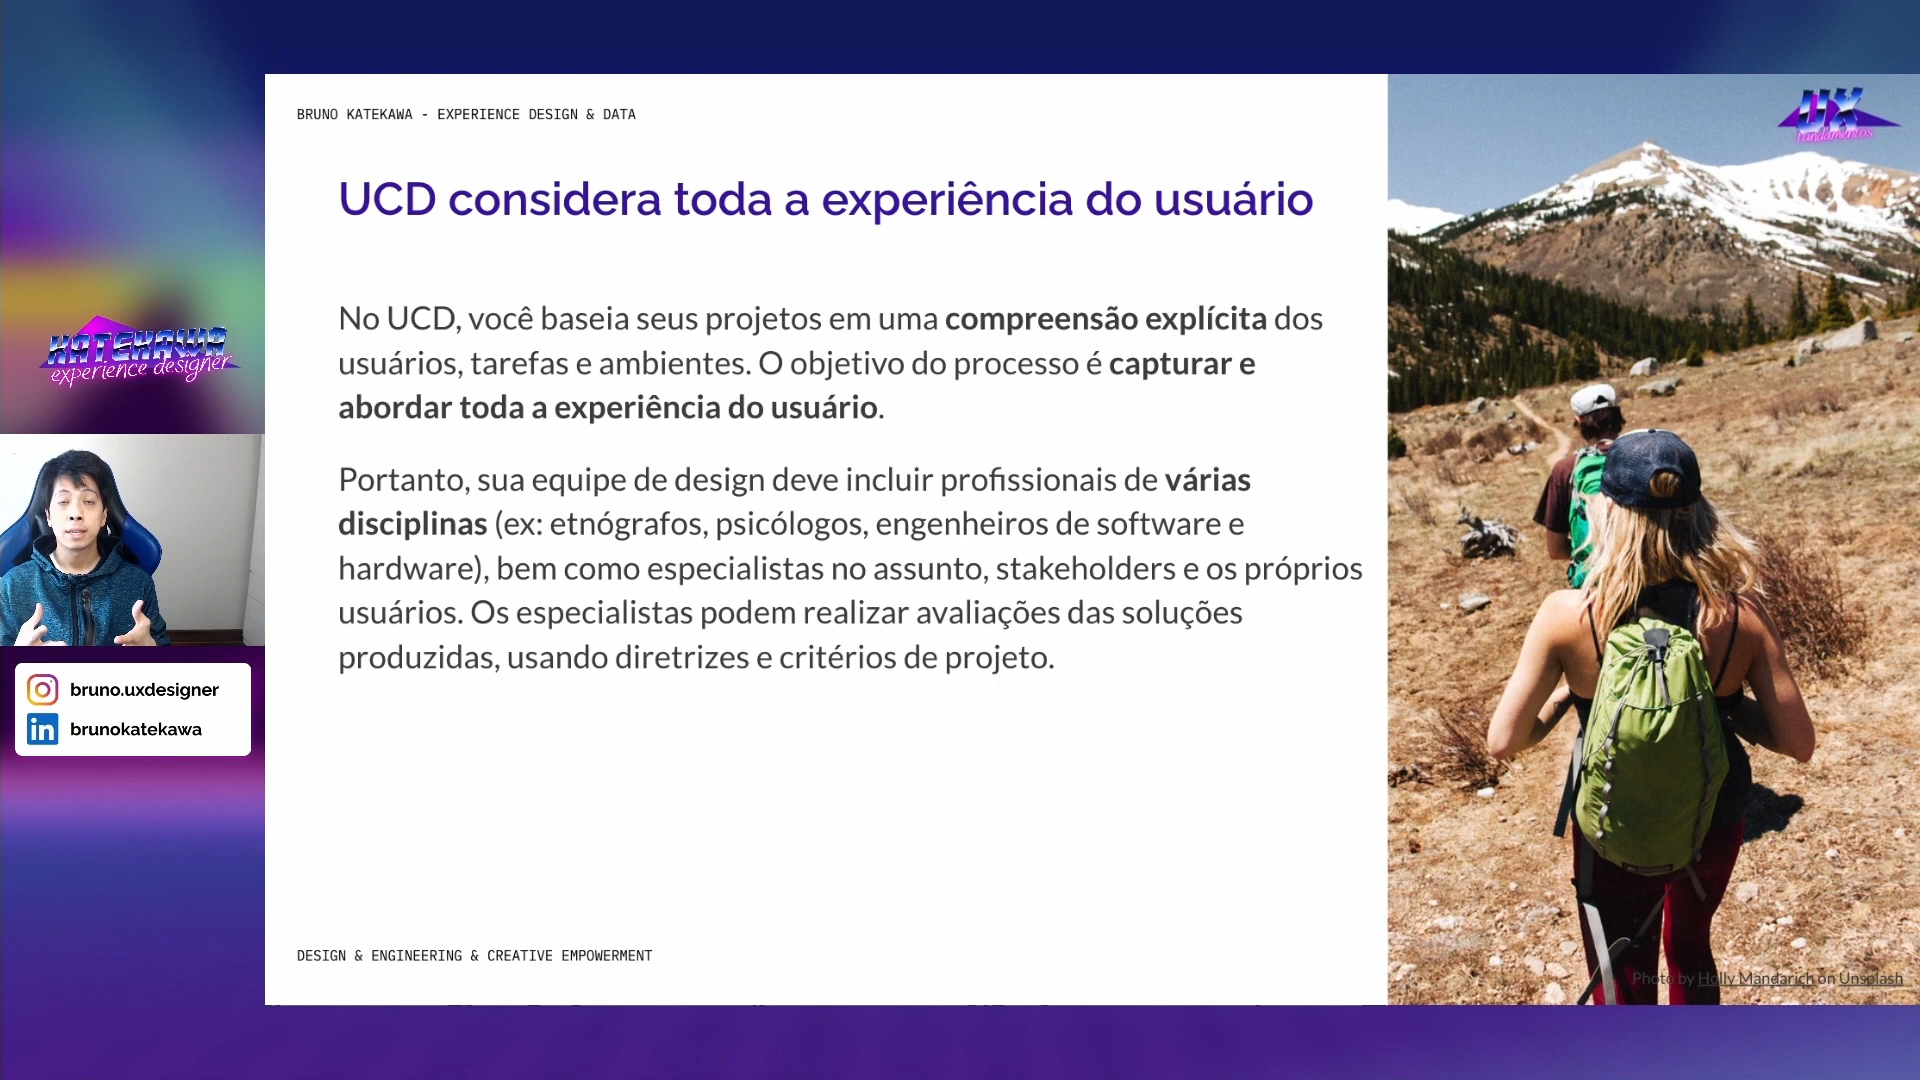 BRUNO KATEKAWA - EXPERIENCE DESIGN & DATA
UX
fundamentos
UCD considera toda a experiência do usuário
No UCD, você baseia seus projetos em uma compreensão explícita dos
usuários, tarefas e ambientes. O objetivo do processo é capturar e
abordar toda a experiência do usuário.
Portanto, sua equipe de design deve incluir profissionais de várias
disciplinas (ex: etnógrafos, psicólogos, engenheiros de software e
hardware), bem como especialistas no assunto, stakeholders e os próprios
usuários. Os especialistas podem realizar avaliações das soluções
produzidas, usando diretrizes e critérios de projeto.
KATEKAWA
experience designer
bruno.uxdesigner
in
brunokatekawa
DESIGN & ENGINEERING & CREATIVE EMPOWERMENT
Photo by Holly Mandarich on Unsplash